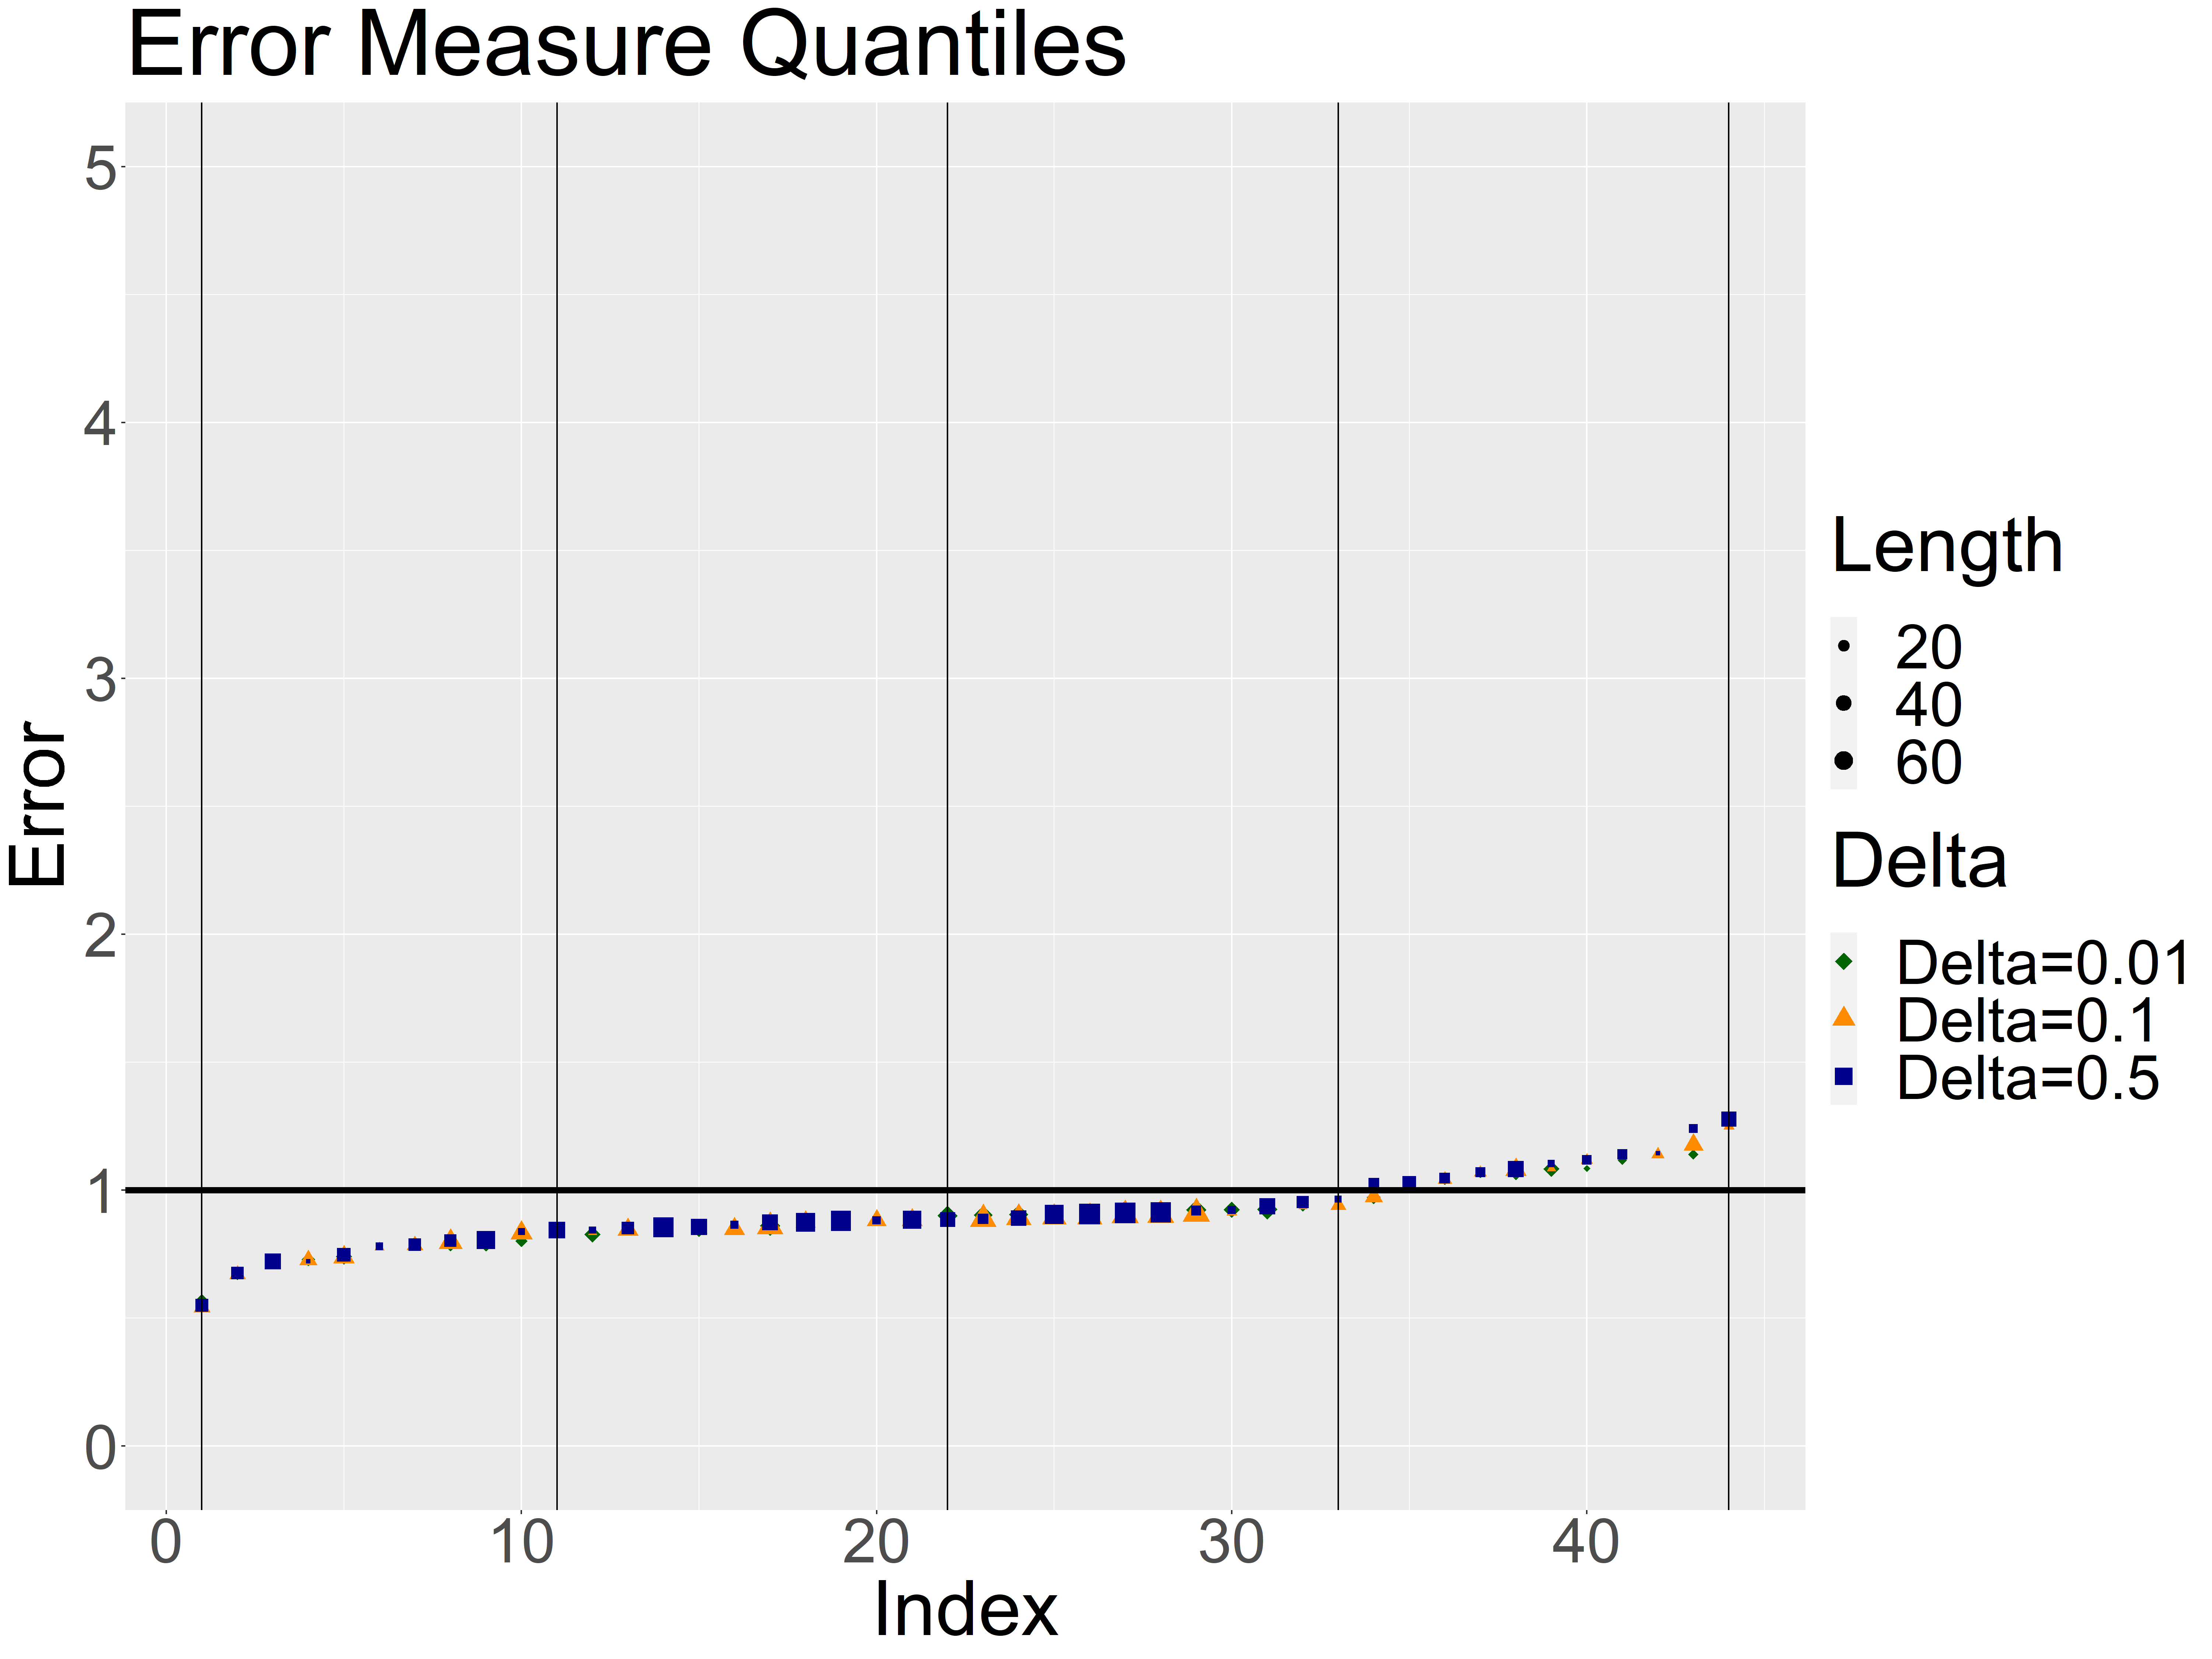 Error Measure Quantiles
5
4
3
2
1
0
Error
0 10 20 30 40
Index
Length
20
40
60
Delta
Delta=0.01
Delta=0.1
Delta=0.5